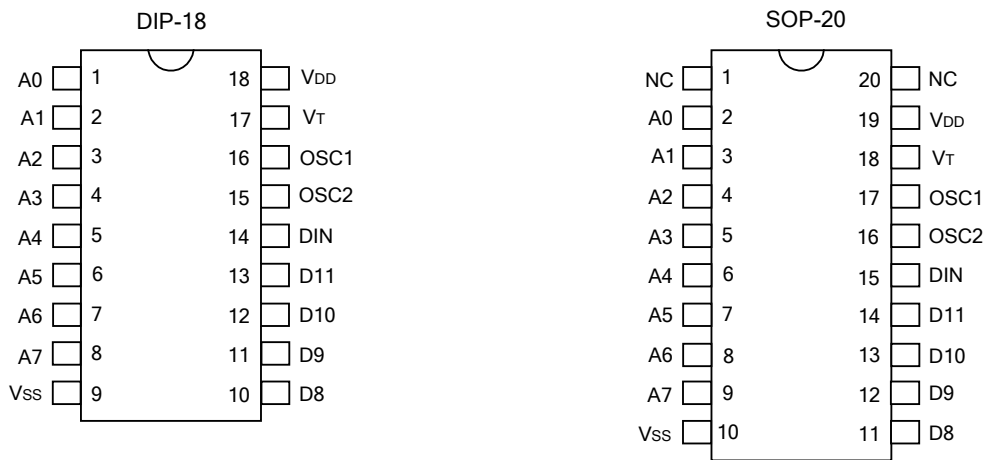 DIP-18
A0 1 18 VDD
A1 2 17 VT
A2 3 16 OSC1
A3 4 15 OSC2
A4 5 14 DIN
A5 6 13 D11
A6 7 12 D10
A7 8 11 D9
VSS 9 10 D8
SOP-20
NC 1 20 NC
A0 2 19 VDD
A1 3 18 VT
A2 4 17 OSC1
A3 5 16 OSC2
A4 6 15 DIN
A5 7 14 D11
A6 8 13 D10
A7 9 12 D9
VSS 10 11 D8